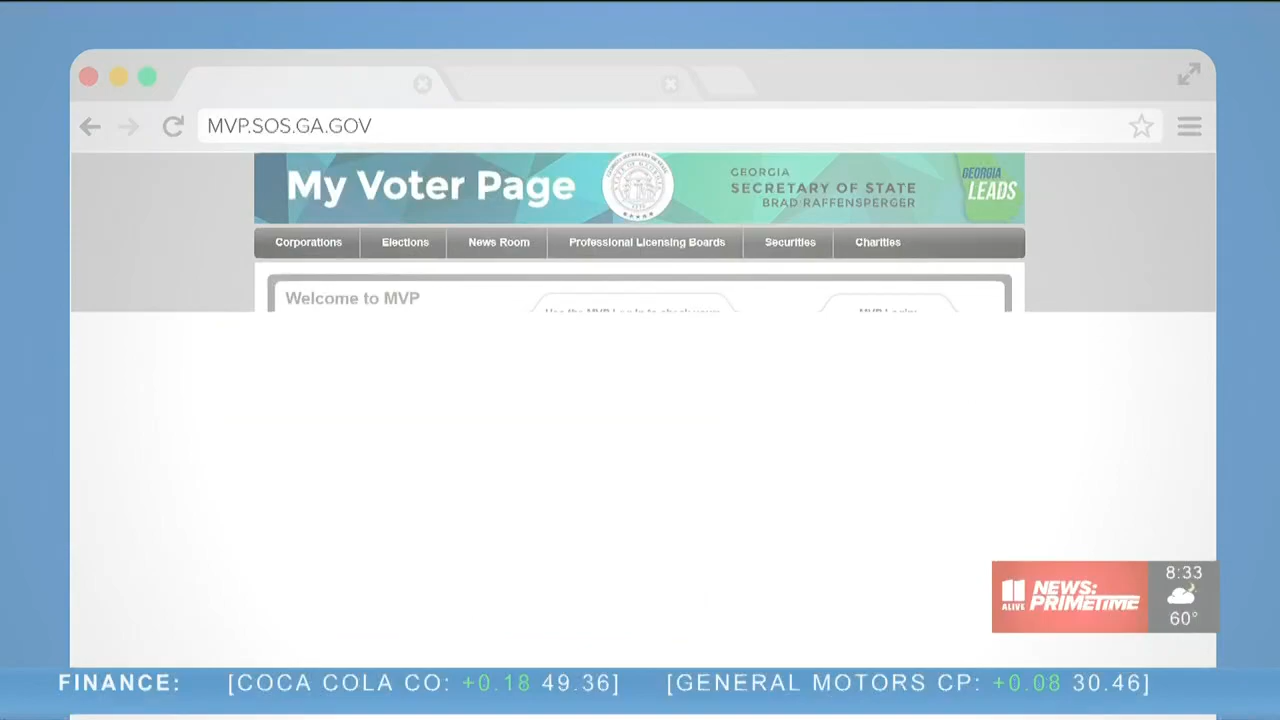 MVP.SOS.GA.GOV
My Voter Page
GEORGIA
SECRETARY OF STATE
BRAD RAFFENSPERGER
GEORGIA
LEADS
Corporations Elections News Room Professional Licensing Boards Securities Charities
Welcome to MVP
8:33
11 ALIVE NEWS: PRIMETIME
60°
FINANCE: [COCA COLA CO: +0.18 49.36] [GENERAL MOTORS CP: +0.08 30.46]